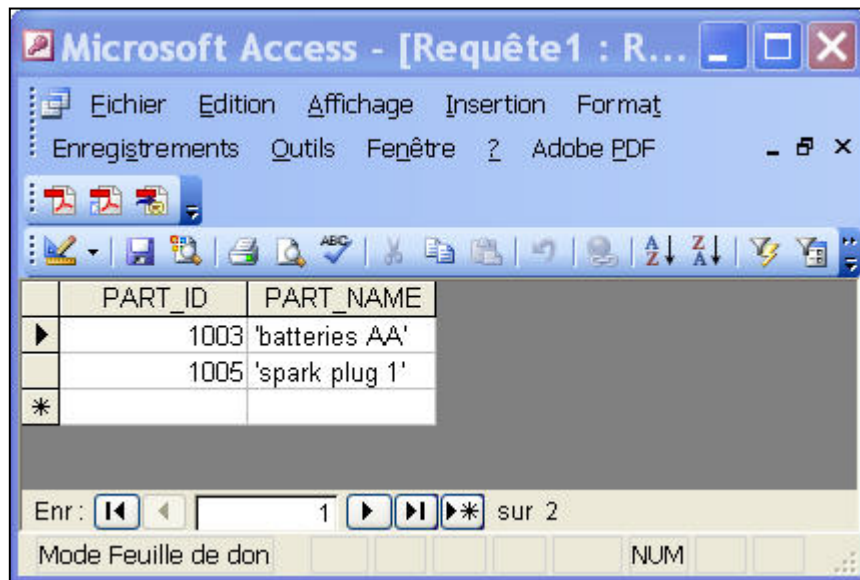 Microsoft Access - [Requête1 : R...
Fichier Edition Affichage Insertion Format
Enregistrements Outils Fenêtre ? Adobe PDF
ABC A Z Z A
PART_ID PART_NAME
1003 'batteries AA'
1005 'spark plug 1'
Enr : 1 sur 2
Mode Feuille de don NUM